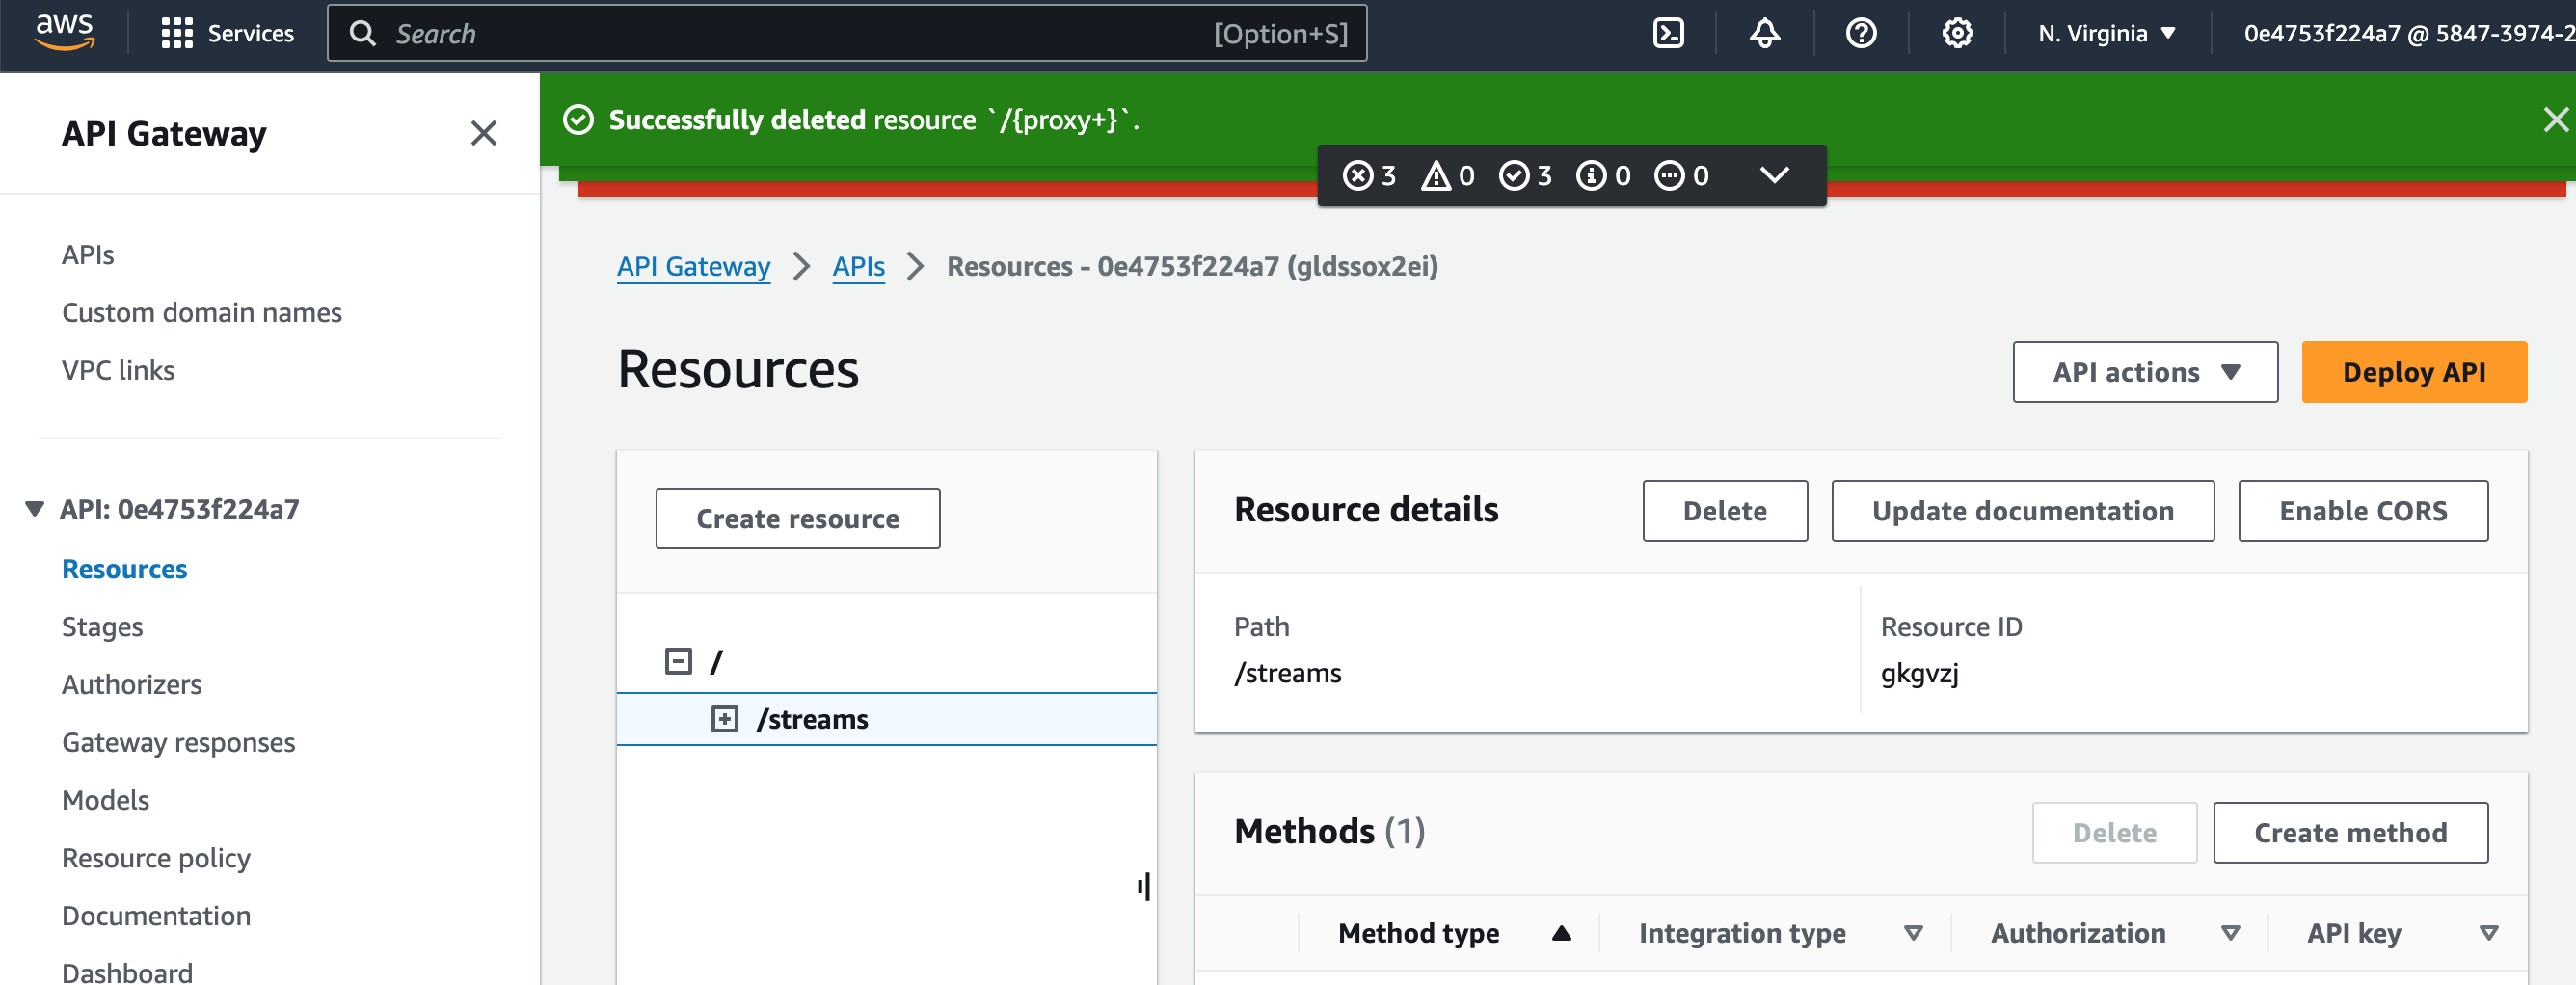 aws
Services
Search
[Option+S]
N. Virginia
0e4753f224a7 @ 5847-3974-2
API Gateway
Successfully deleted resource `/{proxy+}`.
3 0 3 0 0
APIs
Custom domain names
VPC links
API Gateway
APIs
Resources - 0e4753f224a7 (gldssox2ei)
Resources
API actions
Deploy API
API: 0e4753f224a7
Resources
Stages
Authorizers
Gateway responses
Models
Resource policy
Documentation
Dashboard
Create resource
/
/streams
Resource details
Delete
Update documentation
Enable CORS
Path
/streams
Resource ID
gkgvzj
Methods (1)
Delete
Create method
Method type
Integration type
Authorization
API key